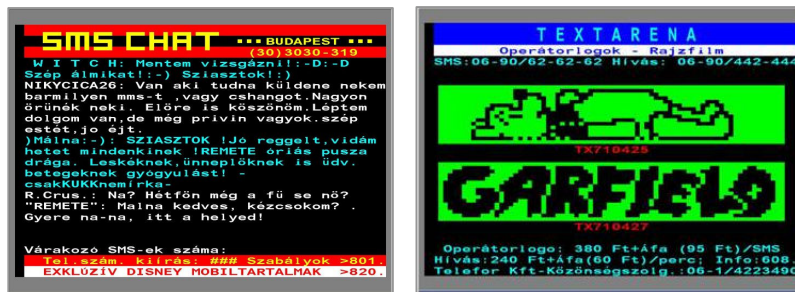 SMS CHAT ▪▪▪ BUDAPEST ▪▪▪
(30)3030-319
W I T C H: Mentem vizsgázni!:-D:-D
Szép álmikat!:-) Sziasztok!:)
NIKYCICA26: Van aki tudna küldene nekem
barmilyen mms-t ,vagy cshangot.Nagyon
örünék neki. Elöre is köszönöm.Léptem
dolgom van,de még privin vagyok.szép
estét,jo éjt.
)Málna:-): SZIASZTOK !Jó reggelt,vidám
hetet mindenkinek !REMETE óriás pusza
drága. Leskéknek,ünneplöknek is üdv.
betegeknek gyógyulást! -
csakKUKKnemírka-
R.Crus.: Na? Hétfön még a fü se nö?
"REMETE": Malna kedves, kézcsokom? .
Gyere na-na, itt a helyed!
Várakozó SMS-ek száma:
Tel.szám. kiírás: ### Szabályok >801.
EXKLÚZÍV DISNEY MOBILTARTALMAK >820.
TEXTARENA
Operátorlogok - Rajzfilm
SMS:06-90/62-62-62 Hívás: 06-90/442-444
TX710425
GARFIELD
TX710427
Operátorlogo: 380 Ft+áfa (95 Ft)/SMS
Hívás:240 Ft+áfa(60 Ft)/perc; Info:608.
Telefor Kft-Közönségszolg.:06-1/4223490